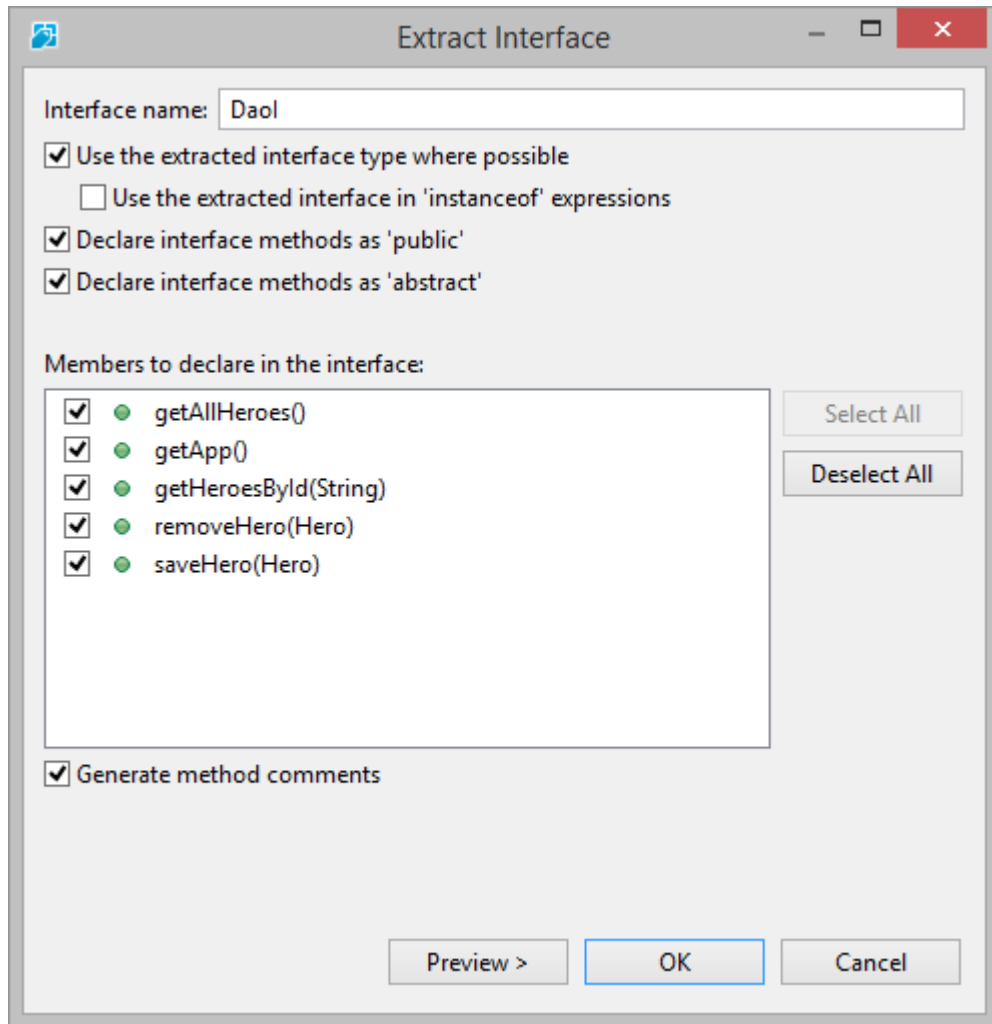 Extract Interface
Interface name: DaoI
Use the extracted interface type where possible
Use the extracted interface in 'instanceof' expressions
Declare interface methods as 'public'
Declare interface methods as 'abstract'
Members to declare in the interface:
getAllHeroes()
Select All
getApp()
Deselect All
getHeroesById(String)
removeHero(Hero)
saveHero(Hero)
Generate method comments
Preview >
OK
Cancel